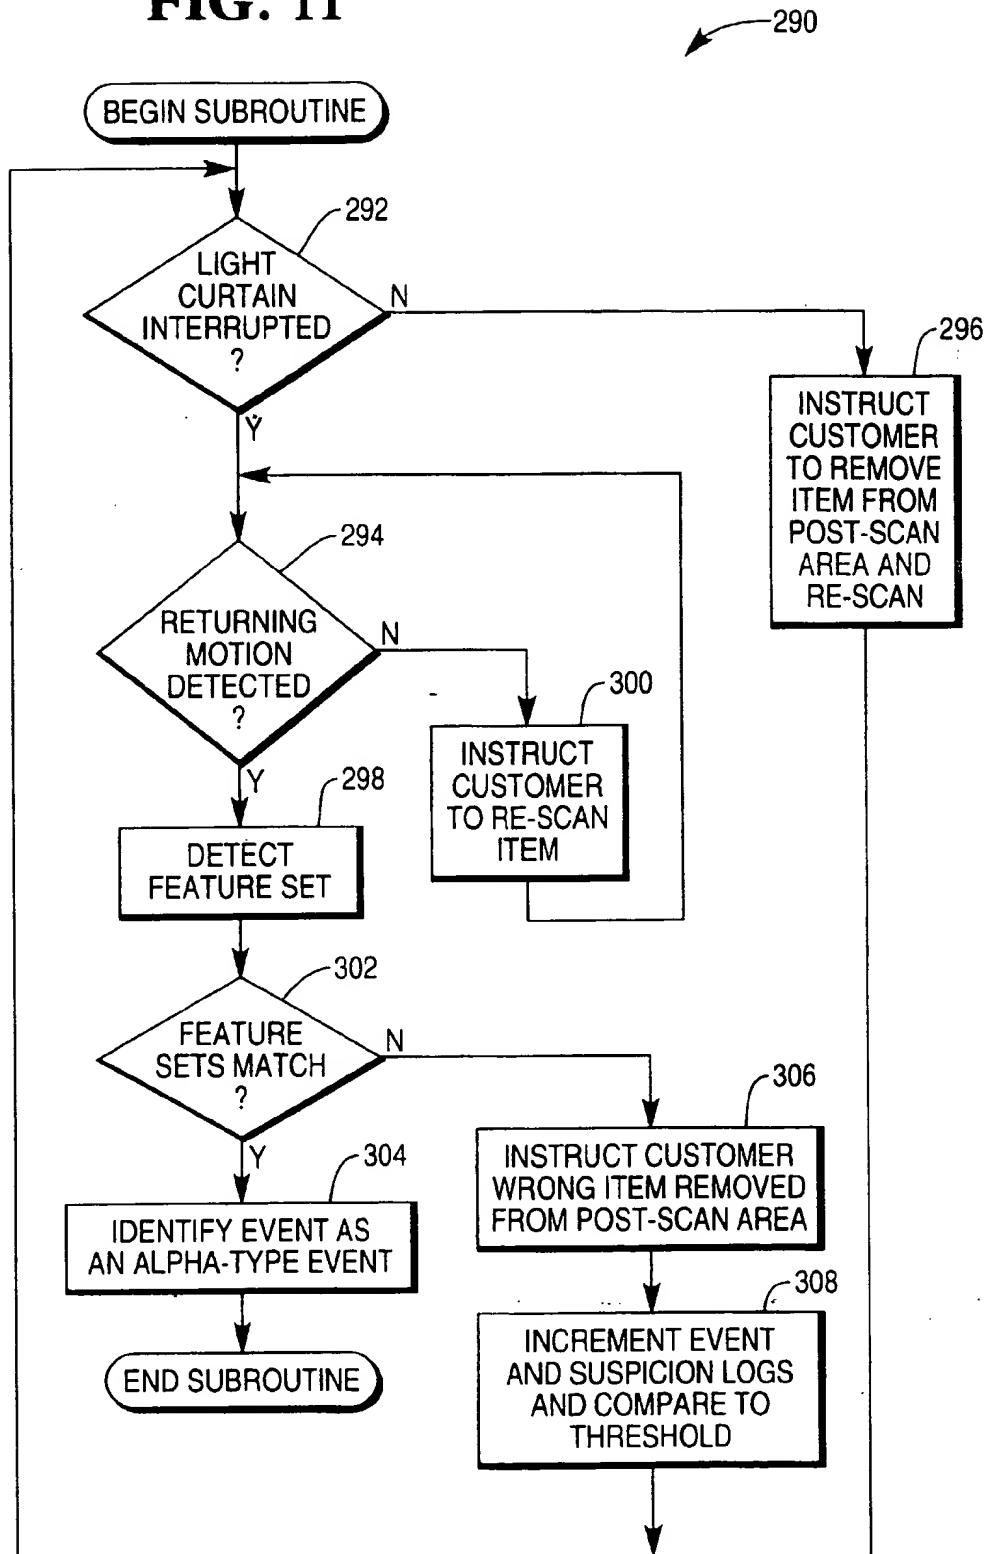 FIG. 11
290
BEGIN SUBROUTINE
292
LIGHT
CURTAIN
INTERRUPTED
?
N
Y
296
INSTRUCT
CUSTOMER
TO REMOVE
ITEM FROM
POST-SCAN
AREA AND
RE-SCAN
294
RETURNING
MOTION
DETECTED
?
N
Y
300
INSTRUCT
CUSTOMER
TO RE-SCAN
ITEM
298
DETECT
FEATURE SET
302
FEATURE
SETS MATCH
?
N
Y
304
IDENTIFY EVENT AS
AN ALPHA-TYPE EVENT
END SUBROUTINE
306
INSTRUCT CUSTOMER
WRONG ITEM REMOVED
FROM POST-SCAN AREA
308
INCREMENT EVENT
AND SUSPICION LOGS
AND COMPARE TO
THRESHOLD